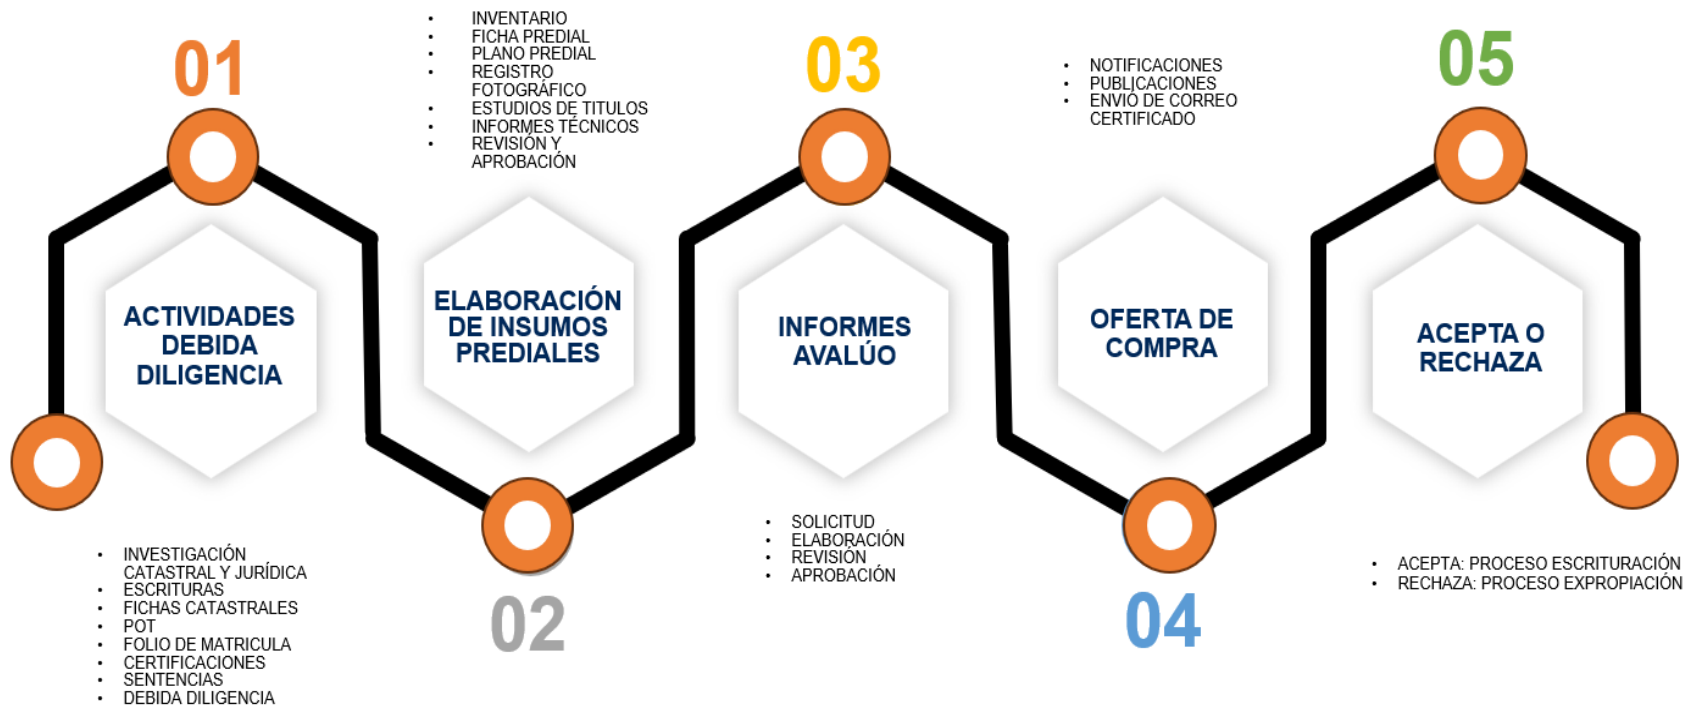 01
ACTIVIDADES
DEBIDA
DILIGENCIA
• INVESTIGACIÓN
CATASTRAL Y JURÍDICA
• ESCRITURAS
• FICHAS CATASTRALES
• POT
• FOLIO DE MATRICULA
• CERTIFICACIONES
• SENTENCIAS
• DEBIDA DILIGENCIA
• INVENTARIO
• FICHA PREDIAL
• PLANO PREDIAL
• REGISTRO
FOTOGRÁFICO
• ESTUDIOS DE TITULOS
• INFORMES TÉCNICOS
• REVISIÓN Y
APROBACIÓN
ELABORACIÓN
DE INSUMOS
PREDIALES
02
03
INFORMES
AVALÚO
• SOLICITUD
• ELABORACIÓN
• REVISIÓN
• APROBACIÓN
• NOTIFICACIONES
• PUBLICACIONES
• ENVIÓ DE CORREO
CERTIFICADO
OFERTA DE
COMPRA
04
05
ACEPTA O
RECHAZA
• ACEPTA: PROCESO ESCRITURACIÓN
• RECHAZA: PROCESO EXPROPIACIÓN